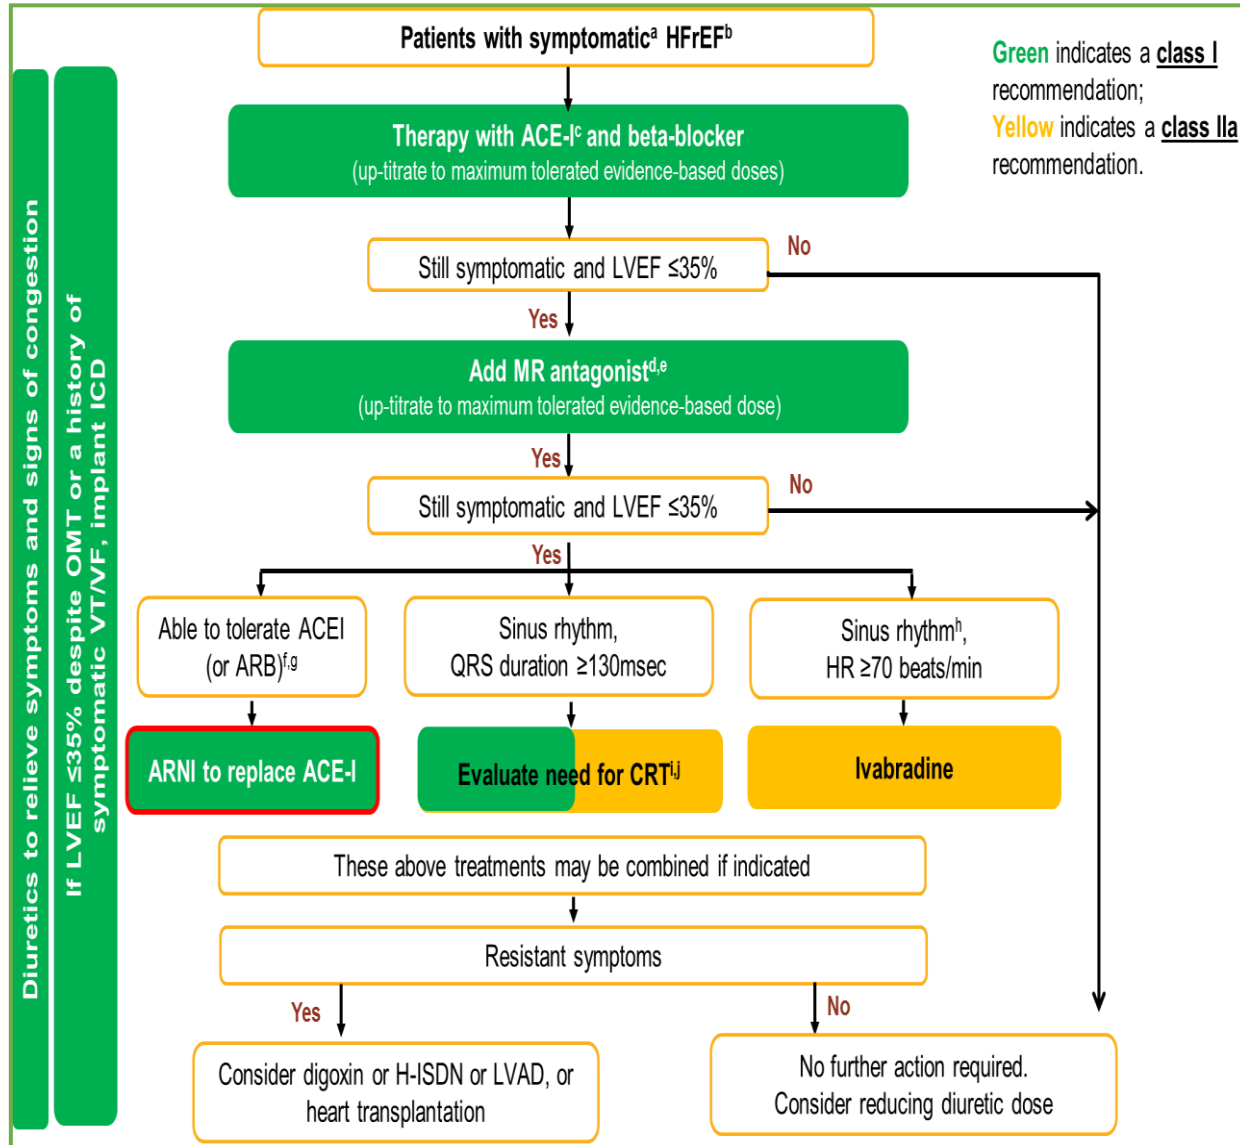 Patients with symptomaticᵃ HFrEFᵇ
Green indicates a class I
recommendation;
Yellow indicates a class IIa
recommendation.
Diuretics to relieve symptoms and signs of congestion
If LVEF ≤35% despite OMT or a history of
symptomatic VT/VF, implant ICD
Therapy with ACE-Iᶜ and beta-blocker
(up-titrate to maximum tolerated evidence-based doses)
No
Still symptomatic and LVEF ≤35%
Yes
Add MR antagonistᵈ,ᵉ
(up-titrate to maximum tolerated evidence-based dose)
Yes
No
Still symptomatic and LVEF ≤35%
Yes
Able to tolerate ACEI
(or ARB)ᶠ,ᵍ
Sinus rhythm,
QRS duration ≥130msec
Sinus rhythmʰ,
HR ≥70 beats/min
ARNI to replace ACE-I
Evaluate need for CRTⁱ,ʲ
Ivabradine
These above treatments may be combined if indicated
Resistant symptoms
Yes
No
Consider digoxin or H-ISDN or LVAD, or
heart transplantation
No further action required.
Consider reducing diuretic dose